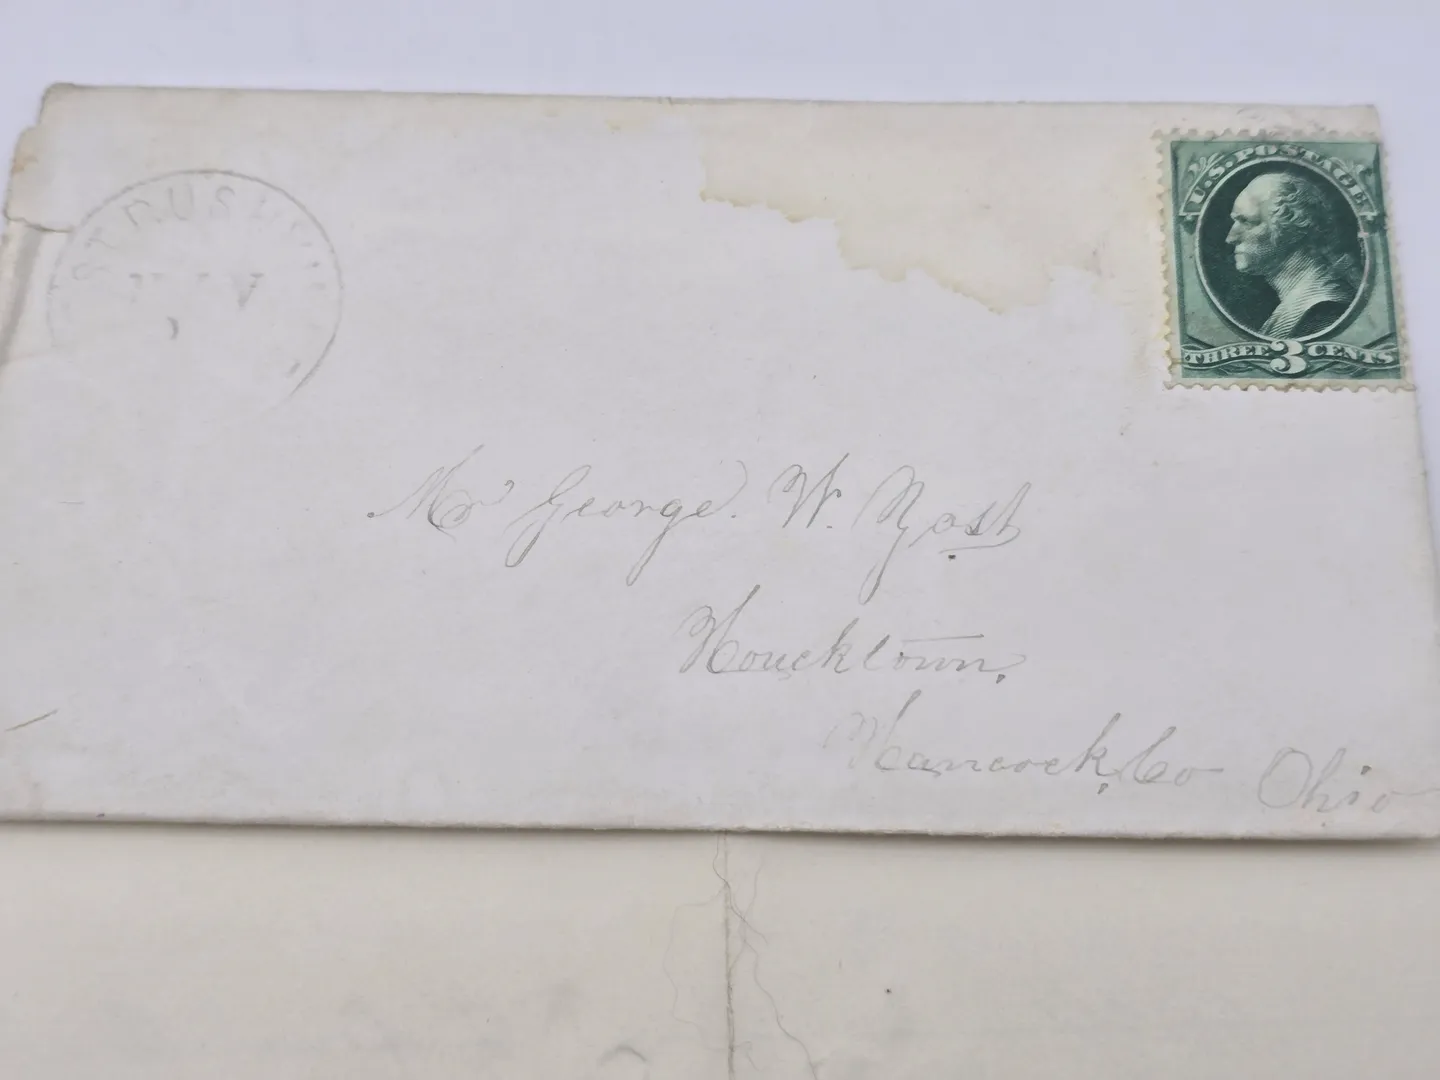 U.S. POSTAGE
THREE 3 CENTS
Mr George. W. Yost
Houcktown.
Hancock, Co Ohio